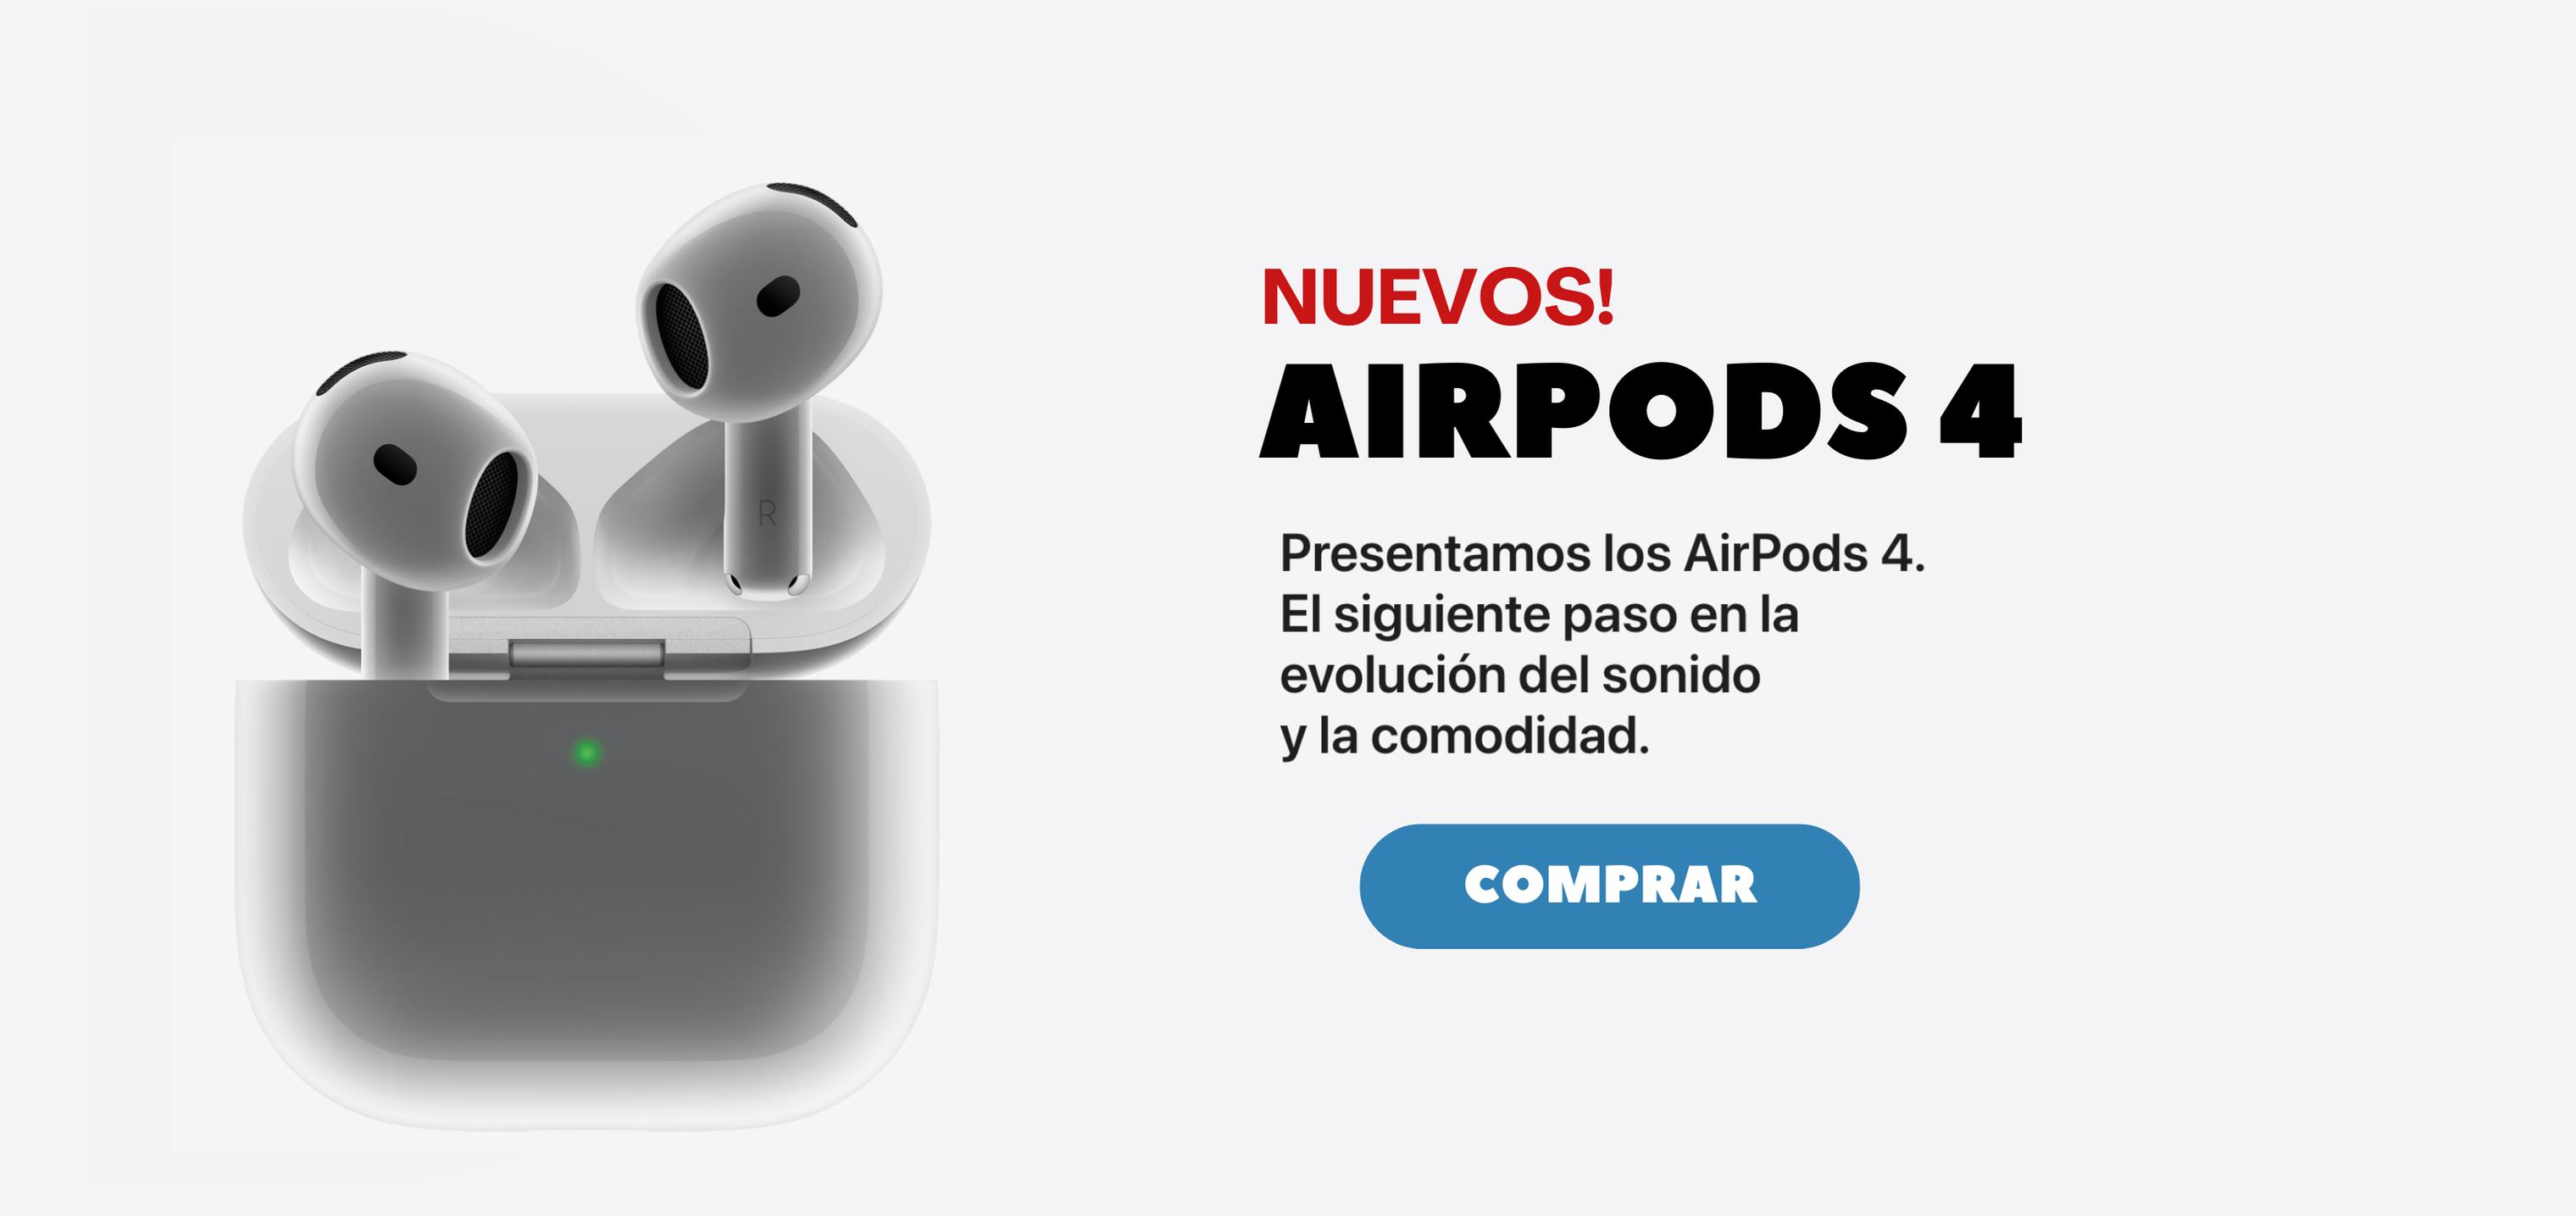 NUEVOS!
AIRPODS 4
R
Presentamos los AirPods 4.
El siguiente paso en la
evolución del sonido
y la comodidad.
COMPRAR